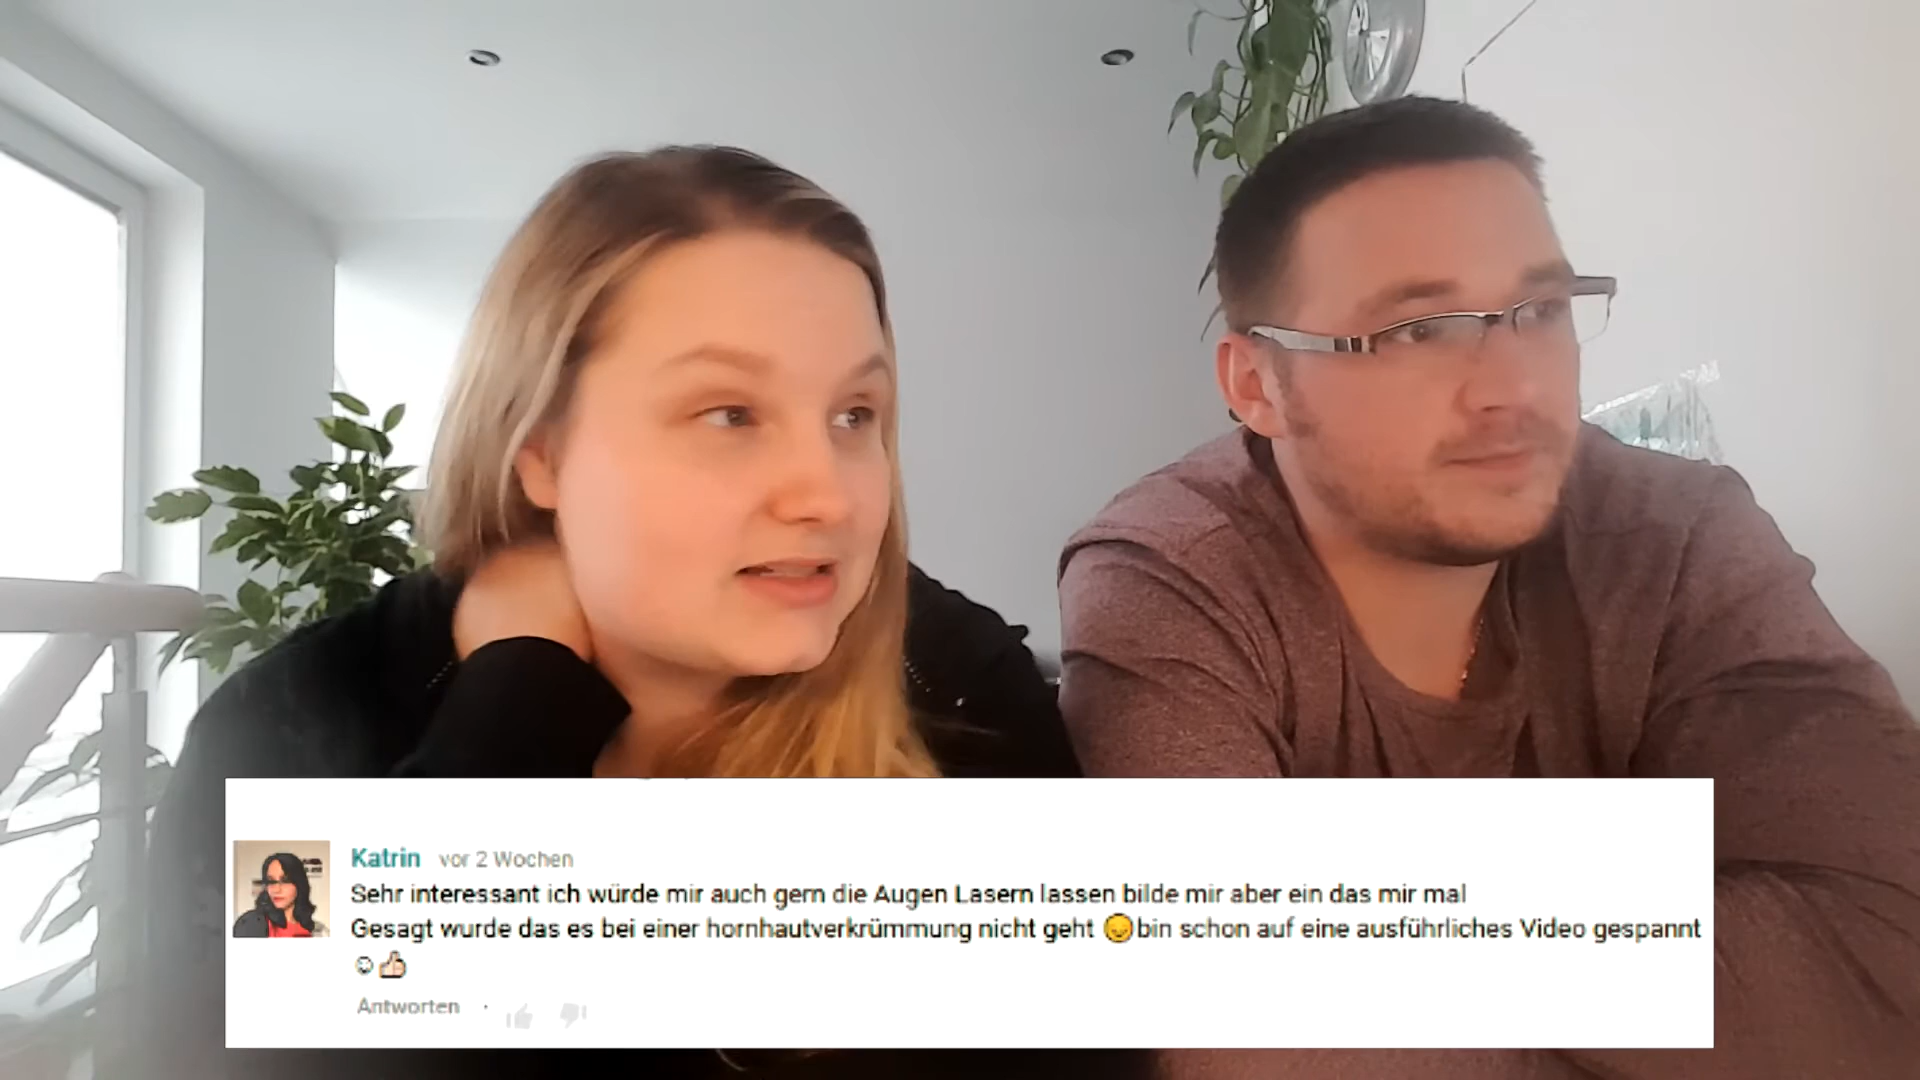 Katrin vor 2 Wochen
Sehr interessant ich würde mir auch gern die Augen Lasern lassen bilde mir aber ein das mir mal
Gesagt wurde das es bei einer hornhautverkrümmung nicht geht 😔bin schon auf eine ausführliches Video gespannt
☺👍🏻
Antworten ·